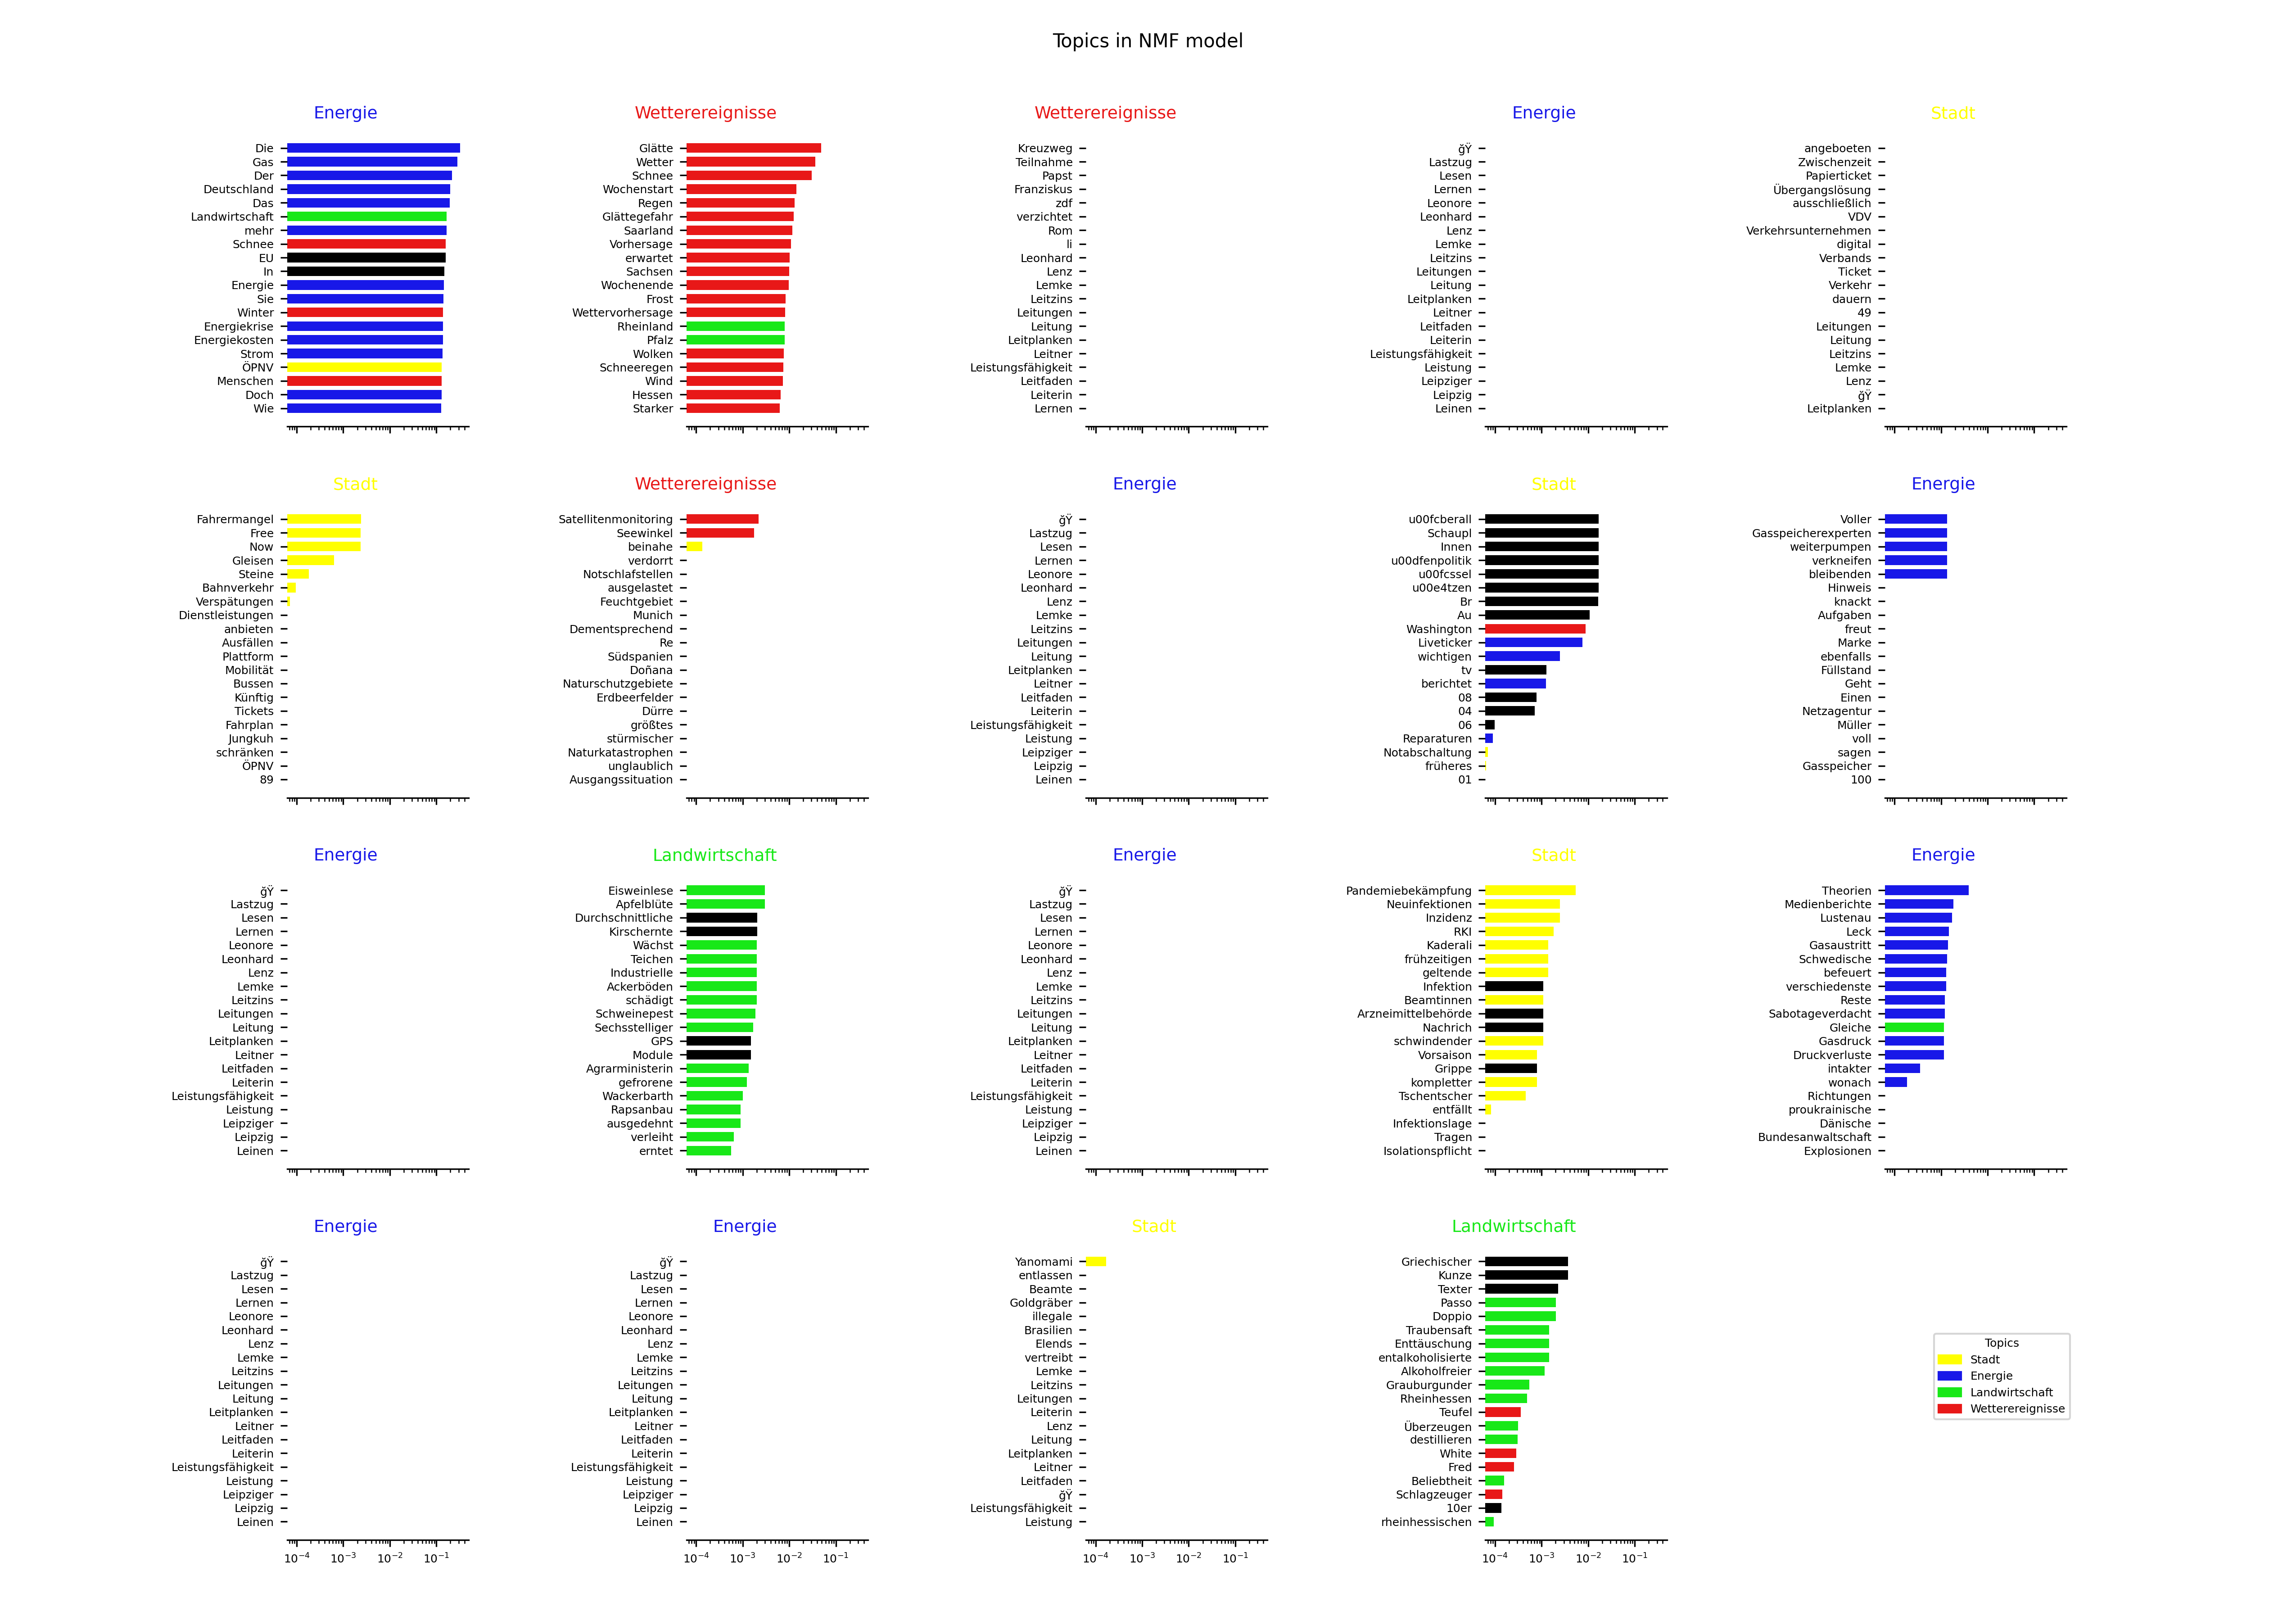 Topics in NMF model
Energie
Die
Gas
Der
Deutschland
Das
Landwirtschaft
mehr
Schnee
EU
In
Energie
Sie
Winter
Energiekrise
Energiekosten
Strom
ÖPNV
Menschen
Doch
Wie
Wetterereignisse
Glätte
Wetter
Schnee
Wochenstart
Regen
Glättegefahr
Saarland
Vorhersage
erwartet
Sachsen
Wochenende
Frost
Wettervorhersage
Rheinland
Pfalz
Wolken
Schneeregen
Wind
Hessen
Starker
Wetterereignisse
Kreuzweg
Teilnahme
Papst
Franziskus
zdf
verzichtet
Rom
li
Leonhard
Lenz
Lemke
Leitzins
Leitungen
Leitung
Leitplanken
Leitner
Leistungsfähigkeit
Leitfaden
Leiterin
Lernen
Energie
ğŸ
Lastzug
Lesen
Lernen
Leonore
Leonhard
Lenz
Lemke
Leitzins
Leitungen
Leitung
Leitplanken
Leitner
Leitfaden
Leiterin
Leistungsfähigkeit
Leistung
Leipziger
Leipzig
Leinen
Stadt
angeboten
Zwischenzeit
Papierticket
Übergangslösung
ausschließlich
VDV
Verkehrsunternehmen
digital
Verbands
Ticket
Verkehr
dauern
49
Leitungen
Leitung
Leitzins
Lemke
Lenz
ğŸ
Leitplanken
Stadt
Fahrermangel
Free
Now
Gleisen
Steine
Bahnverkehr
Verspätungen
Dienstleistungen
anbieten
Ausfällen
Plattform
Mobilität
Bussen
Künftig
Tickets
Fahrplan
Jungkuh
schränken
ÖPNV
89
Wetterereignisse
Satellitenmonitoring
Seewinkel
beinahe
verdorrt
Notschlafstellen
ausgelastet
Feuchtgebiet
Munich
Dementsprechend
Re
Südspanien
Doñana
Naturschutzgebiete
Erdbeerfelder
Dürre
größtes
stürmischer
Naturkatastrophen
unglaublich
Ausgangssituation
Energie
ğŸ
Lastzug
Lesen
Lernen
Leonore
Leonhard
Lenz
Lemke
Leitzins
Leitungen
Leitung
Leitplanken
Leitner
Leitfaden
Leiterin
Leistungsfähigkeit
Leistung
Leipziger
Leipzig
Leinen
Stadt
u00fcberall
Schaupl
Innen
u00dfenpolitik
u00fcssel
u00e4tzen
Br
Au
Washington
Liveticker
wichtigen
tv
berichtet
08
04
06
Reparaturen
Notabschaltung
früheres
01
Energie
Voller
Gasspeicherexperten
weiterpumpen
verkneifen
bleibenden
Hinweis
knackt
Aufgaben
freut
Marke
ebenfalls
Füllstand
Geht
Einen
Netzagentur
Müller
voll
sagen
Gasspeicher
100
Energie
ğŸ
Lastzug
Lesen
Lernen
Leonore
Leonhard
Lenz
Lemke
Leitzins
Leitungen
Leitung
Leitplanken
Leitner
Leitfaden
Leiterin
Leistungsfähigkeit
Leistung
Leipziger
Leipzig
Leinen
Landwirtschaft
Eisweinlese
Apfelblüte
Durchschnittliche
Kirschernte
Wächst
Teichen
Industrielle
Ackerböden
schädigt
Schweinepest
Sechsstelliger
GPS
Module
Agrarministerin
gefrorene
Wackerbarth
Rapsanbau
ausgedehnt
verleiht
erntet
Energie
ğŸ
Lastzug
Lesen
Lernen
Leonore
Leonhard
Lenz
Lemke
Leitzins
Leitungen
Leitung
Leitplanken
Leitner
Leitfaden
Leiterin
Leistungsfähigkeit
Leistung
Leipziger
Leipzig
Leinen
Stadt
Pandemiebekämpfung
Neuinfektionen
Inzidenz
RKI
Kaderali
frühzeitigen
geltende
Infektion
Beamtinnen
Arzneimittelbehörde
Nachrich
schwindender
Vorsaison
Grippe
kompletter
Tschentscher
entfällt
Infektionslage
Tragen
Isolationspflicht
Energie
Theorien
Medienberichte
Lustenau
Leck
Gasaustritt
Schwedische
befeuert
verschiedenste
Reste
Sabotageverdacht
Gleiche
Gasdruck
Druckverluste
intakter
wonach
Richtungen
proukrainische
Dänische
Bundesanwaltschaft
Explosionen
Energie
ğŸ
Lastzug
Lesen
Lernen
Leonore
Leonhard
Lenz
Lemke
Leitzins
Leitungen
Leitung
Leitplanken
Leitner
Leitfaden
Leiterin
Leistungsfähigkeit
Leistung
Leipziger
Leipzig
Leinen
10⁻⁴ 10⁻³ 10⁻² 10⁻¹
Energie
ğŸ
Lastzug
Lesen
Lernen
Leonore
Leonhard
Lenz
Lemke
Leitzins
Leitungen
Leitung
Leitplanken
Leitner
Leitfaden
Leiterin
Leistungsfähigkeit
Leistung
Leipziger
Leipzig
Leinen
10⁻⁴ 10⁻³ 10⁻² 10⁻¹
Stadt
Yanomami
entlassen
Beamte
Goldgräber
illegale
Brasilien
Elends
vertreibt
Lemke
Leitzins
Leitungen
Leiterin
Lenz
Leitung
Leitplanken
Leitner
Leitfaden
ğŸ
Leistungsfähigkeit
Leistung
10⁻⁴ 10⁻³ 10⁻² 10⁻¹
Landwirtschaft
Griechischer
Kunze
Texter
Passo
Doppio
Traubensaft
Enttäuschung
entalkoholisierte
Alkoholfreier
Grauburgunder
Rheinhessen
Teufel
Überzeugen
destillieren
White
Fred
Beliebtheit
Schlagzeuger
10er
rheinhessischen
10⁻⁴ 10⁻³ 10⁻² 10⁻¹
Topics
Stadt
Energie
Landwirtschaft
Wetterereignisse